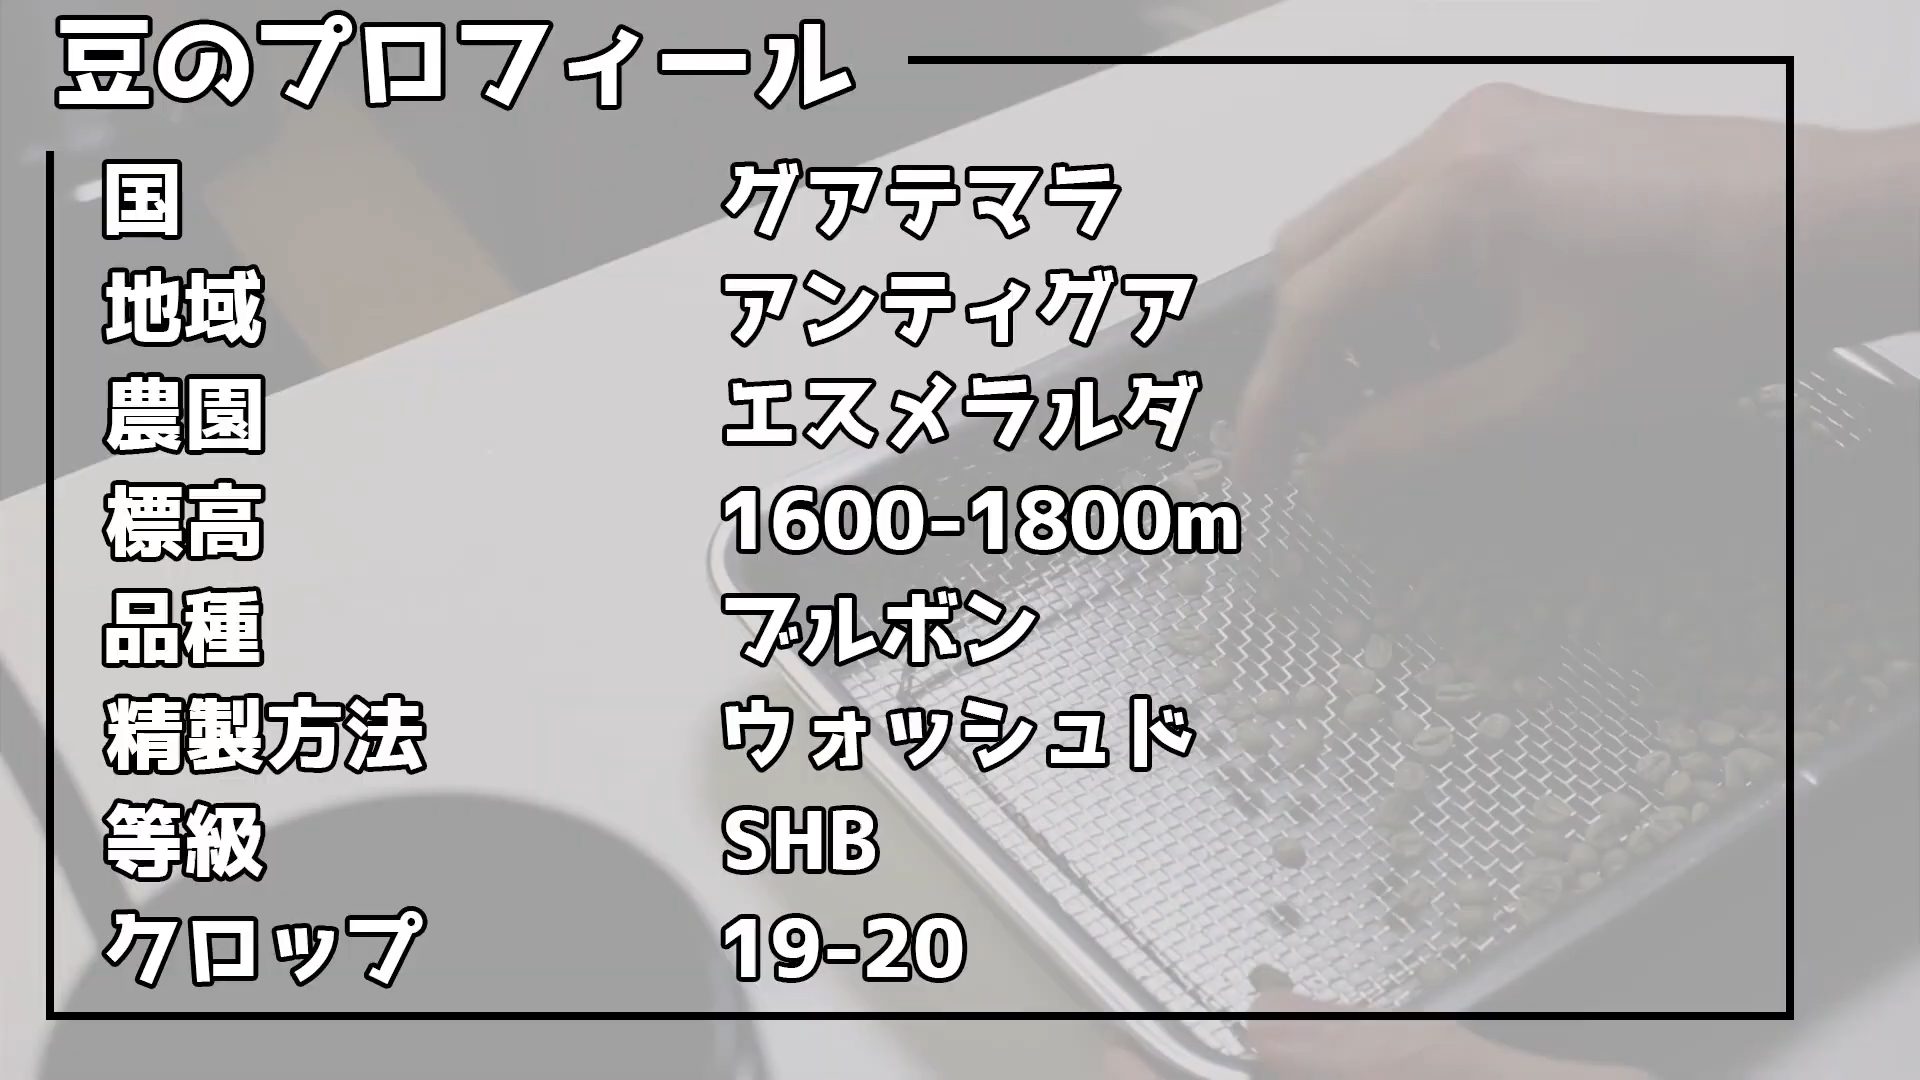 豆のプロフィール
国 グァテマラ
地域 アンティグァ
農園 エスメラルダ
標高 1600-1800m
品種 ブルボン
精製方法 ウォッシュド
等級 SHB
クロップ 19-20